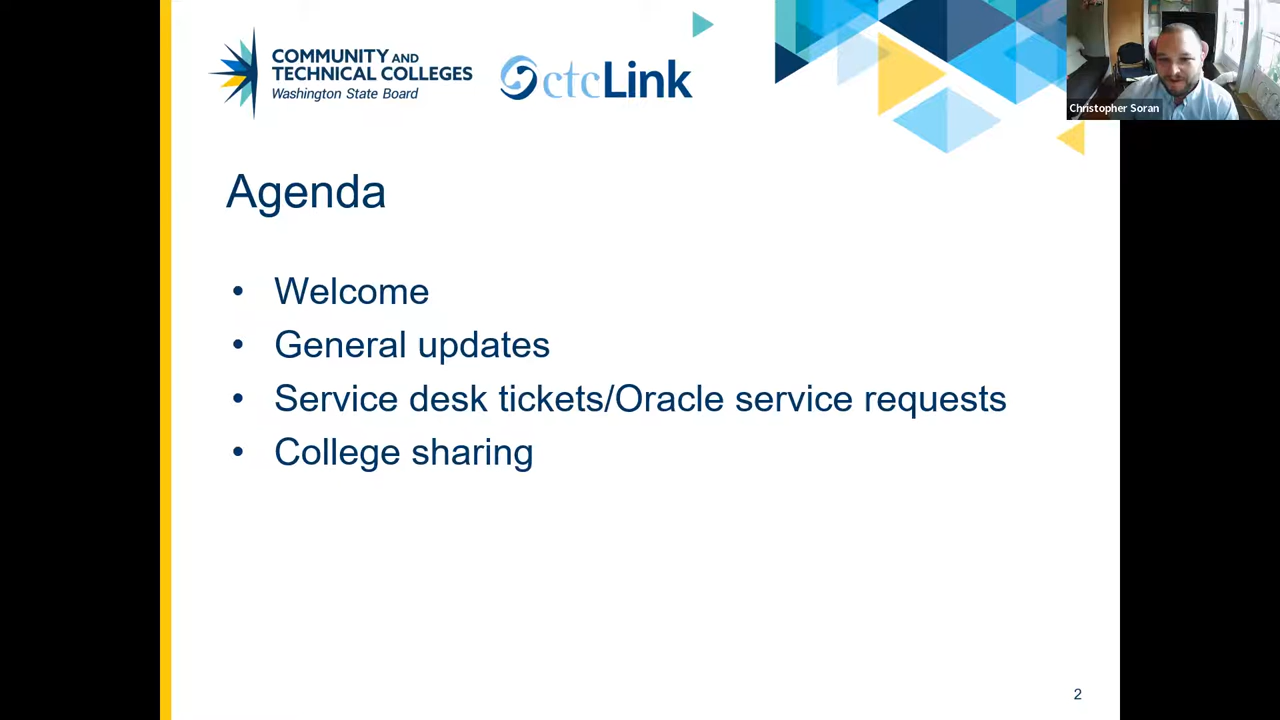 COMMUNITY AND
TECHNICAL COLLEGES
Washington State Board
ctcLink
Christopher Soran
Agenda
• Welcome
• General updates
• Service desk tickets/Oracle service requests
• College sharing
2